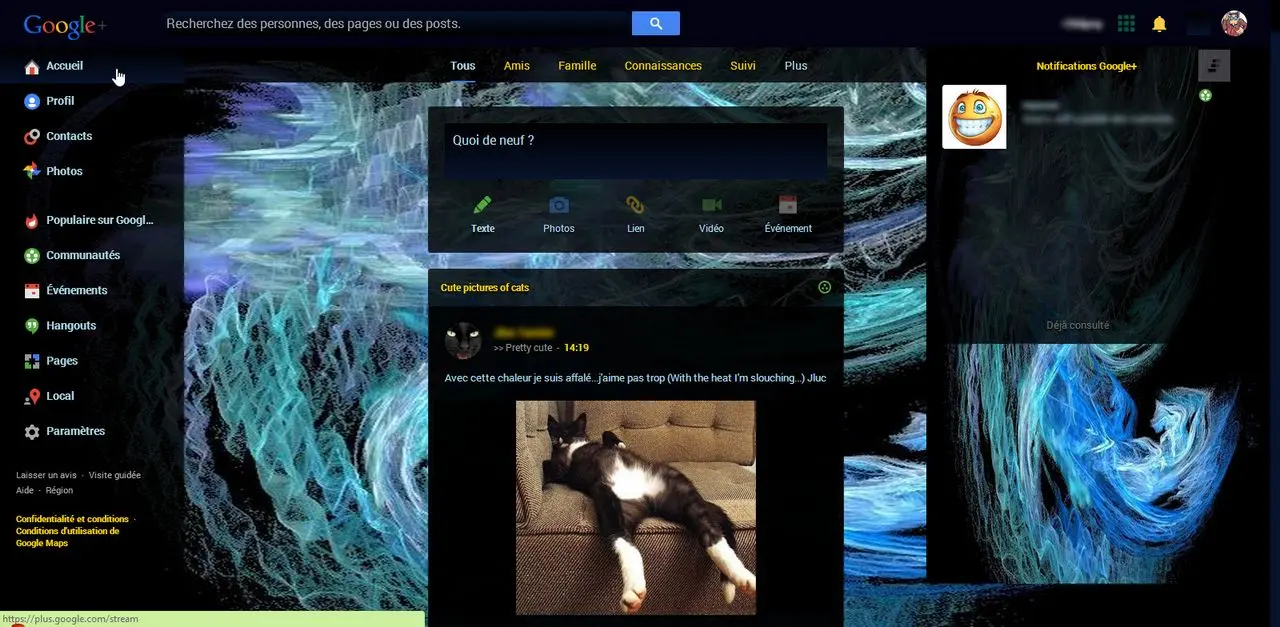 Google+
Recherchez des personnes, des pages ou des posts.
Accueil
Profil
Contacts
Photos
Populaire sur Googl...
Communautés
Événements
Hangouts
Pages
Local
Paramètres
Laisser un avis · Visite guidée
Aide · Région
Confidentialité et conditions ·
Conditions d'utilisation de
Google Maps
https://plus.google.com/stream
Tous Amis Famille Connaissances Suivi Plus
Quoi de neuf ?
Texte Photos Lien Vidéo Événement
Cute pictures of cats
>> Pretty cute - 14:19
Avec cette chaleur je suis affalé...j'aime pas trop (With the heat I'm slouching...) Jluc
Notifications Google+
Déjà consulté